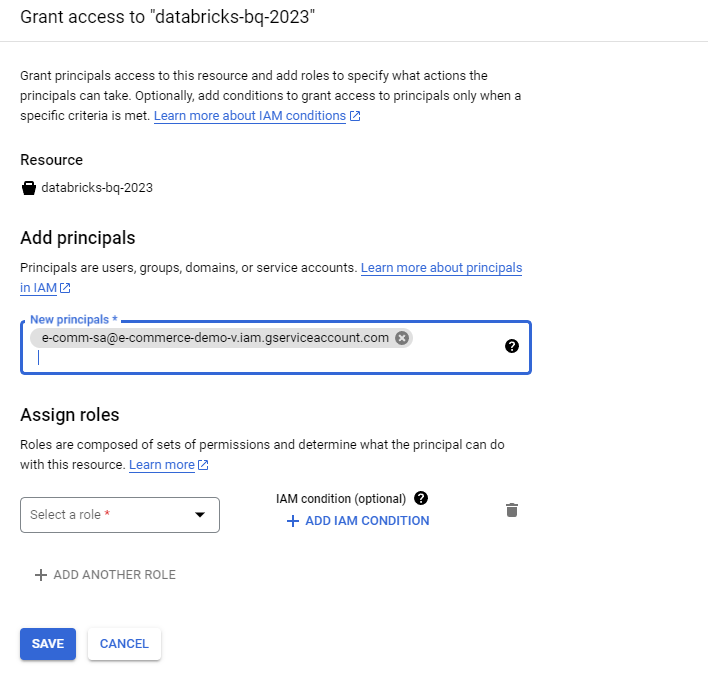 Grant access to "databricks-bq-2023"
Grant principals access to this resource and add roles to specify what actions the
principals can take. Optionally, add conditions to grant access to principals only when a
specific criteria is met. Learn more about IAM conditions
Resource
databricks-bq-2023
Add principals
Principals are users, groups, domains, or service accounts. Learn more about principals
in IAM
New principals *
e-comm-sa@e-commerce-demo-v.iam.gserviceaccount.com
Assign roles
Roles are composed of sets of permissions and determine what the principal can do
with this resource. Learn more
IAM condition (optional)
Select a role *
ADD IAM CONDITION
ADD ANOTHER ROLE
SAVE CANCEL